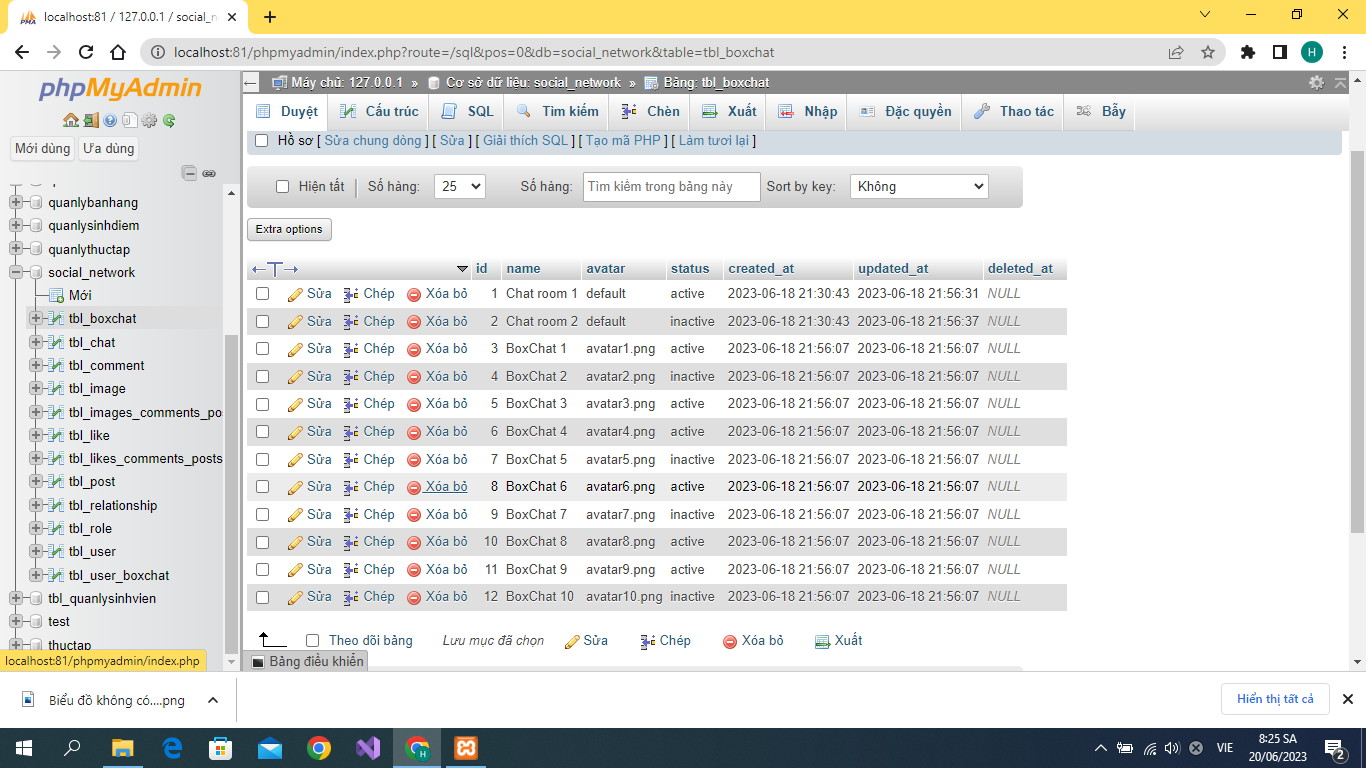 localhost:81 / 127.0.0.1 / social_n
localhost:81/phpmyadmin/index.php?route=/sql&pos=0&db=social_network&table=tbl_boxchat
H
phpMyAdmin
Mới dùng
Ưa dùng
quanlybanhang
quanlysinhdiem
quanlythuctap
social_network
Mới
tbl_boxchat
tbl_chat
tbl_comment
tbl_image
tbl_images_comments_po
tbl_like
tbl_likes_comments_posts
tbl_post
tbl_relationship
tbl_role
tbl_user
tbl_user_boxchat
tbl_quanlysinhvien
test
thuctap
localhost:81/phpmyadmin/index.php
Máy chủ: 127.0.0.1 » Cơ sở dữ liệu: social_network » Bảng: tbl_boxchat
Duyệt Cấu trúc SQL Tìm kiếm Chèn Xuất Nhập Đặc quyền Thao tác Bẫy
Hồ sơ [ Sửa chung dòng ] [ Sửa ] [ Giải thích SQL ] [ Tạo mã PHP ] [ Làm tươi lại ]
Hiện tất Số hàng: 25 Số hàng: Tìm kiếm trong bảng này Sort by key: Không
Extra options
id name avatar status created_at updated_at deleted_at
Sửa Chép Xóa bỏ 1 Chat room 1 default active 2023-06-18 21:30:43 2023-06-18 21:56:31 NULL
Sửa Chép Xóa bỏ 2 Chat room 2 default inactive 2023-06-18 21:30:43 2023-06-18 21:56:37 NULL
Sửa Chép Xóa bỏ 3 BoxChat 1 avatar1.png active 2023-06-18 21:56:07 2023-06-18 21:56:07 NULL
Sửa Chép Xóa bỏ 4 BoxChat 2 avatar2.png inactive 2023-06-18 21:56:07 2023-06-18 21:56:07 NULL
Sửa Chép Xóa bỏ 5 BoxChat 3 avatar3.png active 2023-06-18 21:56:07 2023-06-18 21:56:07 NULL
Sửa Chép Xóa bỏ 6 BoxChat 4 avatar4.png active 2023-06-18 21:56:07 2023-06-18 21:56:07 NULL
Sửa Chép Xóa bỏ 7 BoxChat 5 avatar5.png inactive 2023-06-18 21:56:07 2023-06-18 21:56:07 NULL
Sửa Chép Xóa bỏ 8 BoxChat 6 avatar6.png active 2023-06-18 21:56:07 2023-06-18 21:56:07 NULL
Sửa Chép Xóa bỏ 9 BoxChat 7 avatar7.png inactive 2023-06-18 21:56:07 2023-06-18 21:56:07 NULL
Sửa Chép Xóa bỏ 10 BoxChat 8 avatar8.png active 2023-06-18 21:56:07 2023-06-18 21:56:07 NULL
Sửa Chép Xóa bỏ 11 BoxChat 9 avatar9.png active 2023-06-18 21:56:07 2023-06-18 21:56:07 NULL
Sửa Chép Xóa bỏ 12 BoxChat 10 avatar10.png inactive 2023-06-18 21:56:07 2023-06-18 21:56:07 NULL
Theo dõi bảng Lưu mục đã chọn Sửa Chép Xóa bỏ Xuất
Bảng điều khiển
Biểu đồ không có....png
Hiển thị tất cả
VIE
8:25 SA
20/06/2023
2